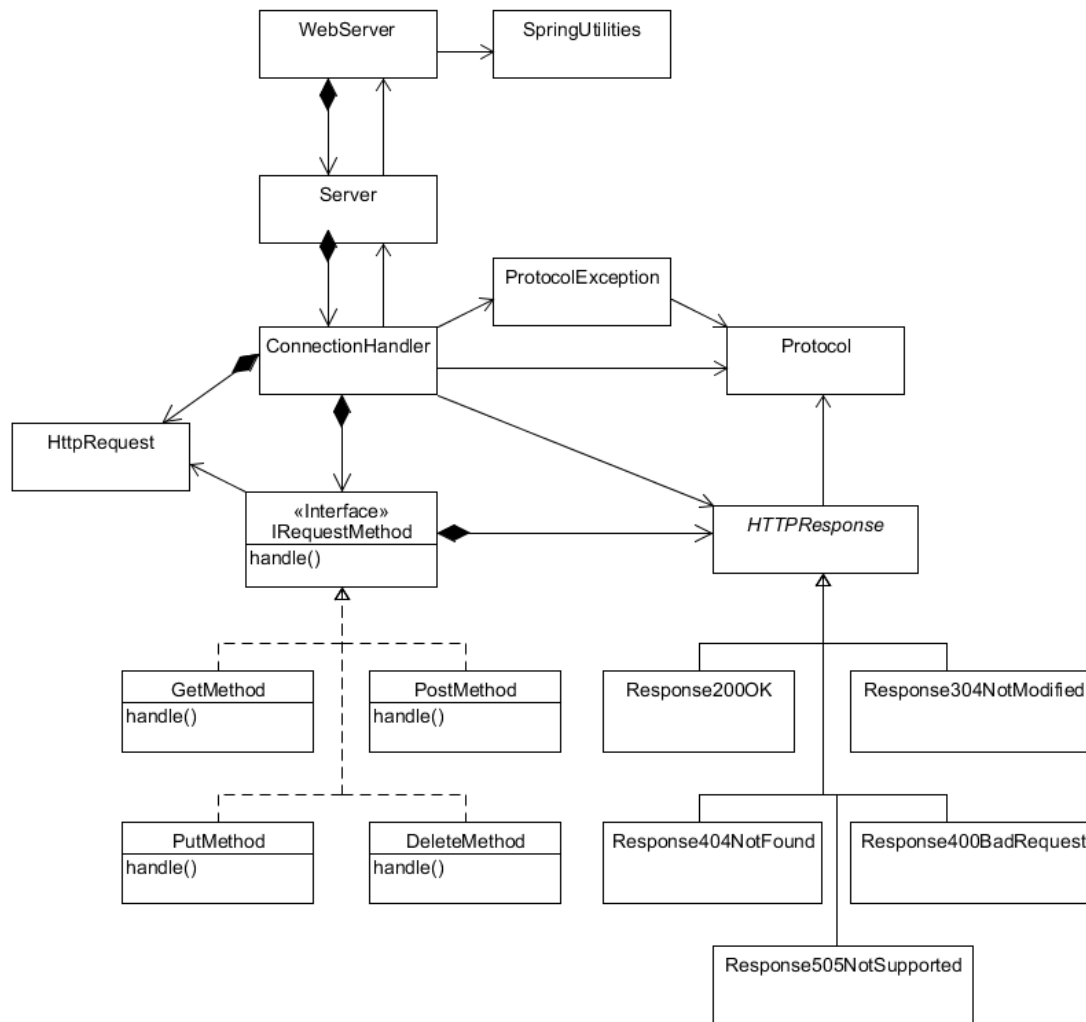 WebServer
SpringUtilities
Server
ProtocolException
ConnectionHandler
Protocol
HttpRequest
«Interface»
IRequestMethod
handle()
HTTPResponse
GetMethod
handle()
PostMethod
handle()
Response200OK
Response304NotModified
PutMethod
handle()
DeleteMethod
handle()
Response404NotFound
Response400BadRequest
Response505NotSupported